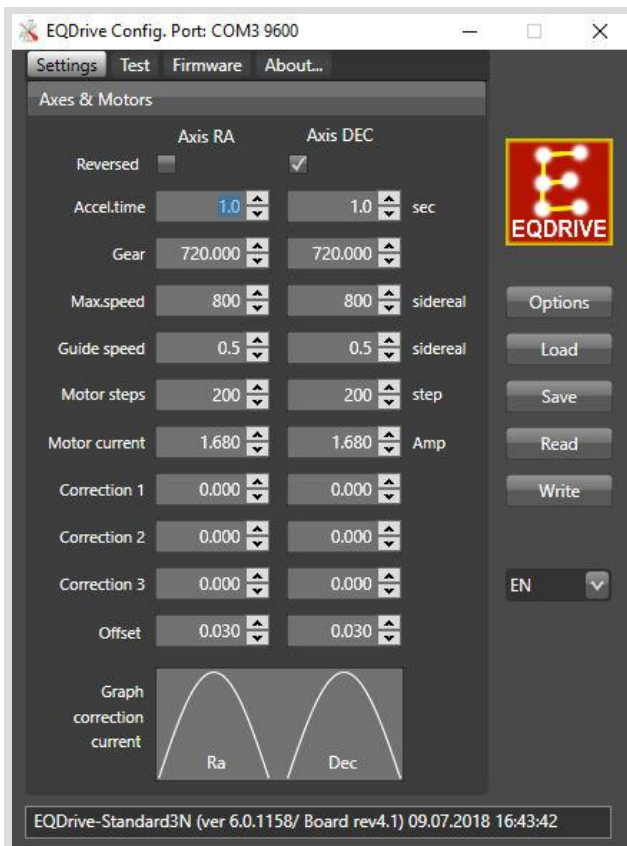 EQDrive Config. Port: COM3 9600
Settings Test Firmware About...
Axes & Motors
Axis RA Axis DEC
Reversed
Accel.time 1.0 1.0 sec
Gear 720.000 720.000
Max.speed 800 800 sidereal
Guide speed 0.5 0.5 sidereal
Motor steps 200 200 step
Motor current 1.680 1.680 Amp
Correction 1 0.000 0.000
Correction 2 0.000 0.000
Correction 3 0.000 0.000
Offset 0.030 0.030
Graph
correction
current
Ra Dec
EQDRIVE
Options
Load
Save
Read
Write
EN
EQDrive-Standard3N (ver 6.0.1158/ Board rev4.1) 09.07.2018 16:43:42